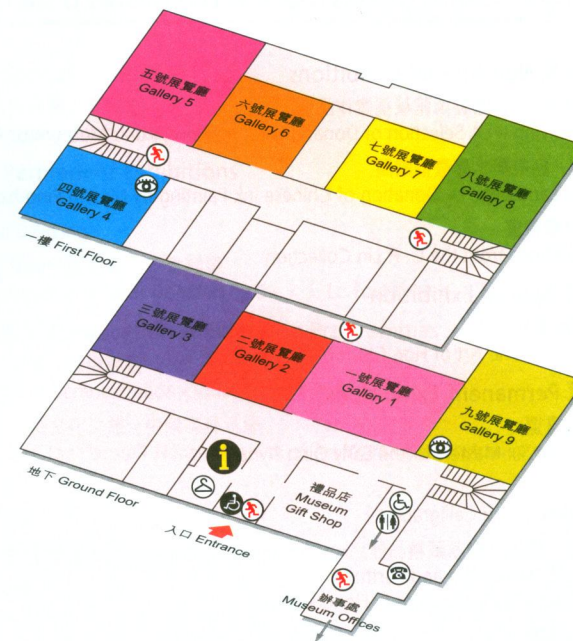 五號展覽廳
Gallery 5
六號展覽廳
Gallery 6
七號展覽廳
Gallery 7
八號展覽廳
Gallery 8
四號展覽廳
Gallery 4
一樓 First Floor
三號展覽廳
Gallery 3
二號展覽廳
Gallery 2
一號展覽廳
Gallery 1
九號展覽廳
Gallery 9
i
地下 Ground Floor
禮品店
Museum
Gift Shop
入口 Entrance
辦事處
Museum Offices